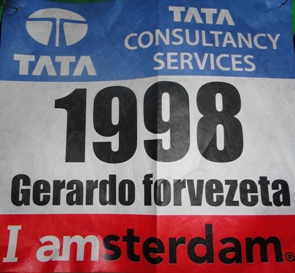 TATA
TATA
CONSULTANCY
SERVICES
1998
Gerardo forvezeta
I amsterdam®